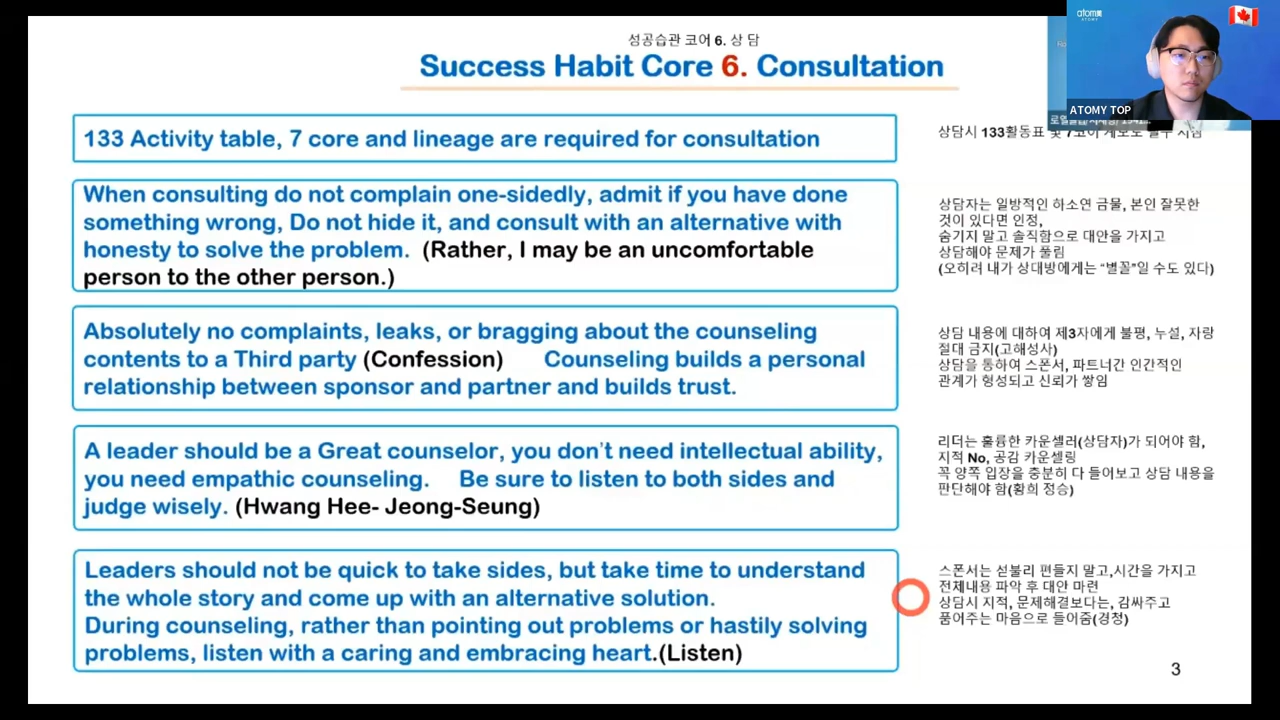 atom美
ATOMY
ATOMY TOP
성공습관 코어 6. 상 담
Success Habit Core 6. Consultation
133 Activity table, 7 core and lineage are required for consultation
상담시 133활동표 및 7코어 계보도 필수 지참
When consulting do not complain one-sidedly, admit if you have done
something wrong, Do not hide it, and consult with an alternative with
honesty to solve the problem. (Rather, I may be an uncomfortable
person to the other person.)
상담자는 일방적인 하소연 금물, 본인 잘못한
것이 있다면 인정,
숨기지 말고 솔직함으로 대안을 가지고
상담해야 문제가 풀림
(오히려 내가 상대방에게는 “별꼴”일 수도 있다)
Absolutely no complaints, leaks, or bragging about the counseling
contents to a Third party (Confession) Counseling builds a personal
relationship between sponsor and partner and builds trust.
상담 내용에 대하여 제3자에게 불평, 누설, 자랑
절대 금지(고해성사)
상담을 통하여 스폰서, 파트너간 인간적인
관계가 형성되고 신뢰가 쌓임
A leader should be a Great counselor, you don’t need intellectual ability,
you need empathic counseling. Be sure to listen to both sides and
judge wisely. (Hwang Hee- Jeong-Seung)
리더는 훌륭한 카운셀러(상담자)가 되어야 함,
지적 No, 공감 카운셀링
꼭 양쪽 입장을 충분히 다 들어보고 상담 내용을
판단해야 함(황희 정승)
Leaders should not be quick to take sides, but take time to understand
the whole story and come up with an alternative solution.
During counseling, rather than pointing out problems or hastily solving
problems, listen with a caring and embracing heart.(Listen)
스폰서는 섣불리 편들지 말고,시간을 가지고
전체내용 파악 후 대안 마련
상담시 지적, 문제해결보다는, 감싸주고
품어주는 마음으로 들어줌(경청)
3